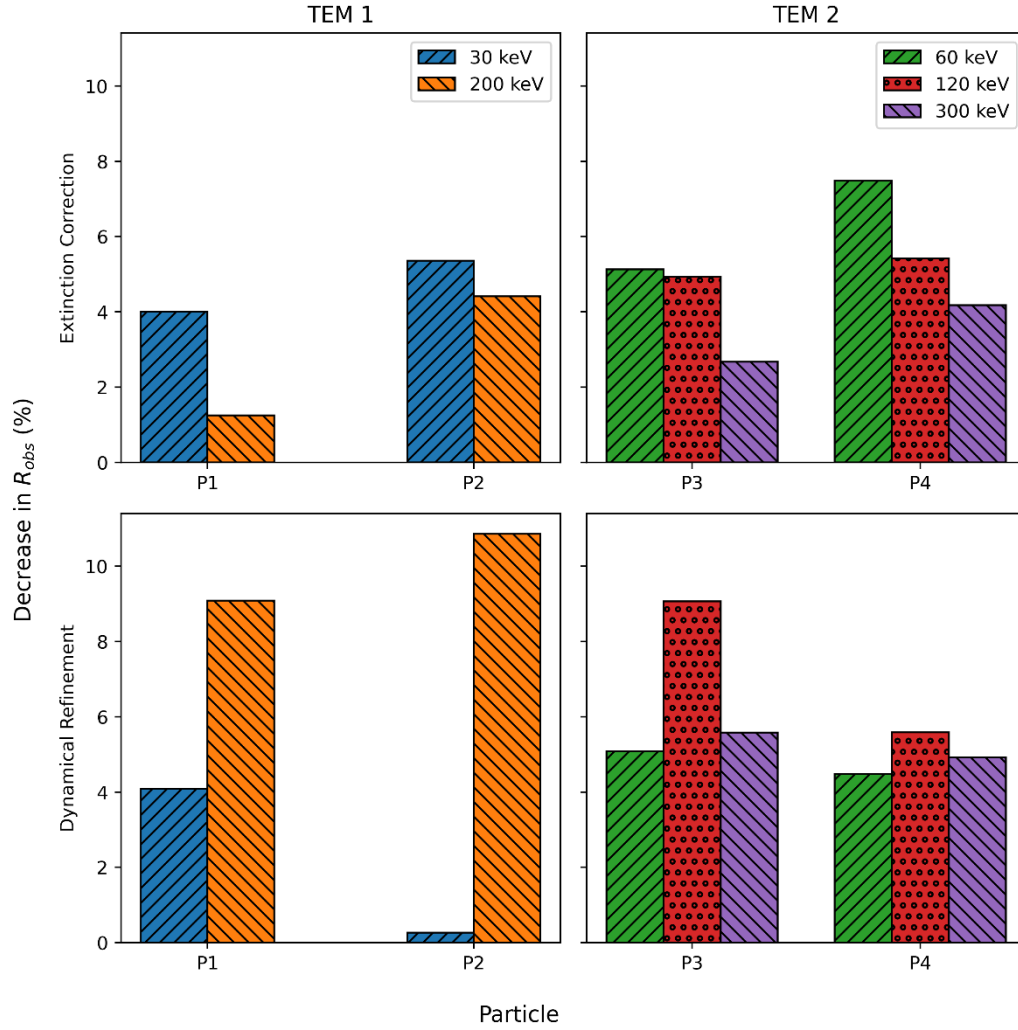 TEM 1
TEM 2
30 keV
200 keV
60 keV
120 keV
300 keV
Extinction Correction
10
8
6
4
2
0
P1
P2
P3
P4
Decrease in R_obs (%)
Dynamical Refinement
10
8
6
4
2
0
P1
P2
P3
P4
Particle